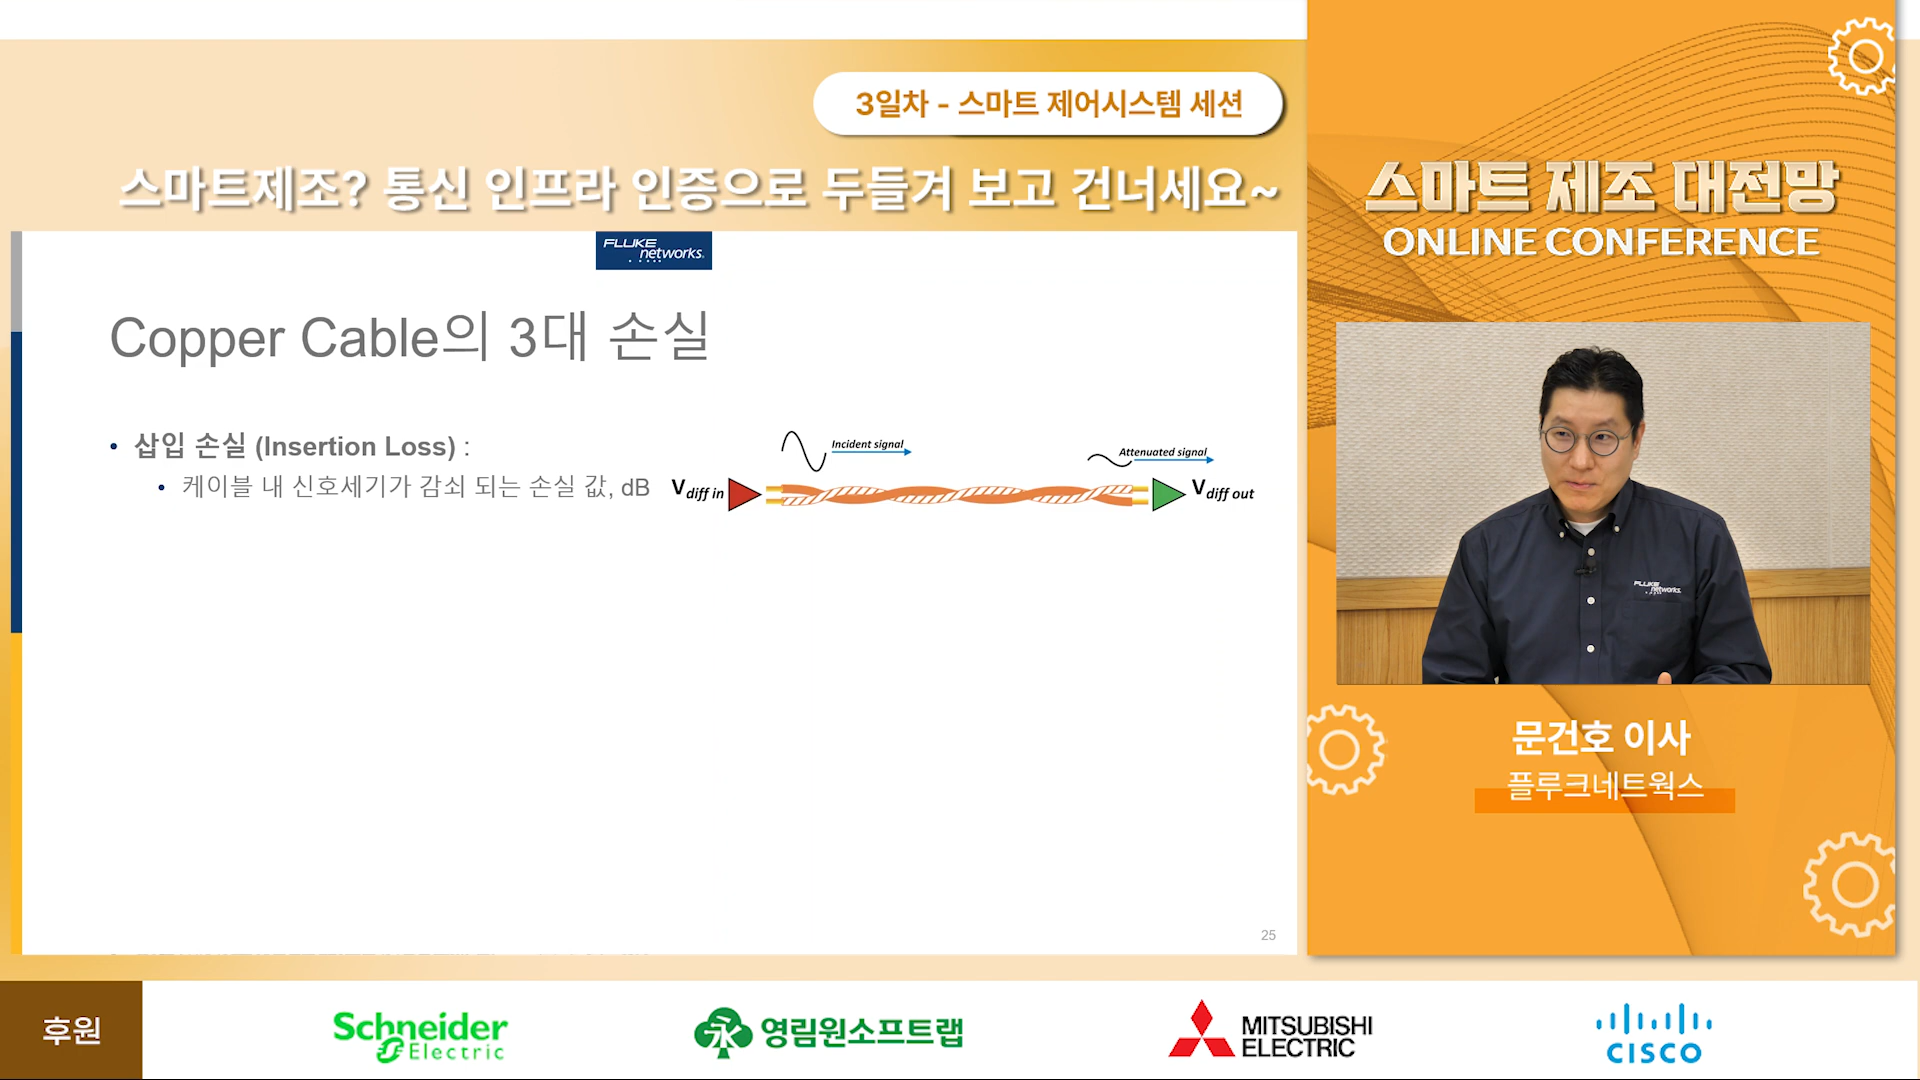 3일차 - 스마트 제어시스템 세션
스마트제조? 통신 인프라 인증으로 두들겨 보고 건너세요~
FLUKE
networks.
Copper Cable의 3대 손실
• 삽입 손실 (Insertion Loss) :
• 케이블 내 신호세기가 감쇠 되는 손실 값, dB
Incident signal
Attenuated signal
V diff in
V diff out
25
스마트 제조 대전망
ONLINE CONFERENCE
FLUKE
networks.
문건호 이사
플루크네트웍스
후원
Schneider
Electric
永 영림원소프트랩
MITSUBISHI
ELECTRIC
CISCO